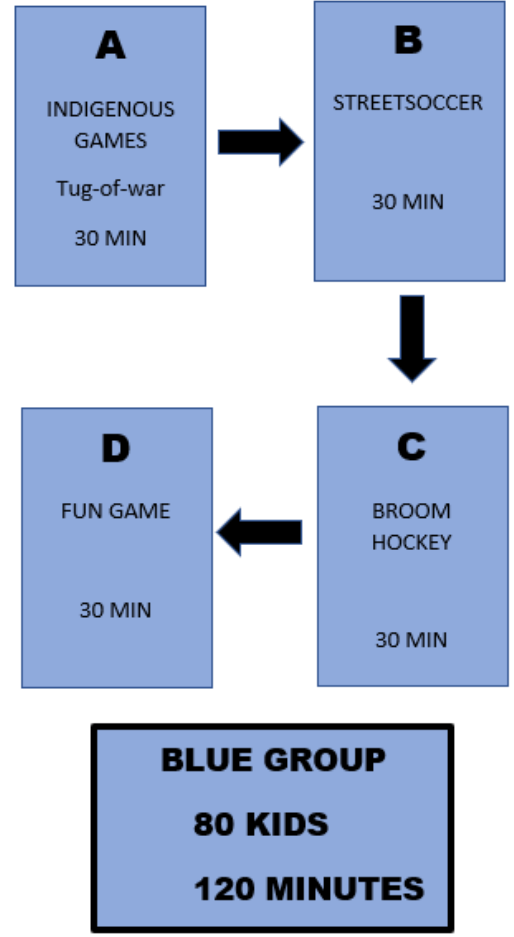 A
INDIGENOUS
GAMES
Tug-of-war
30 MIN
B
STREETSOCCER
30 MIN
C
BROOM
HOCKEY
30 MIN
D
FUN GAME
30 MIN
BLUE GROUP
80 KIDS
120 MINUTES